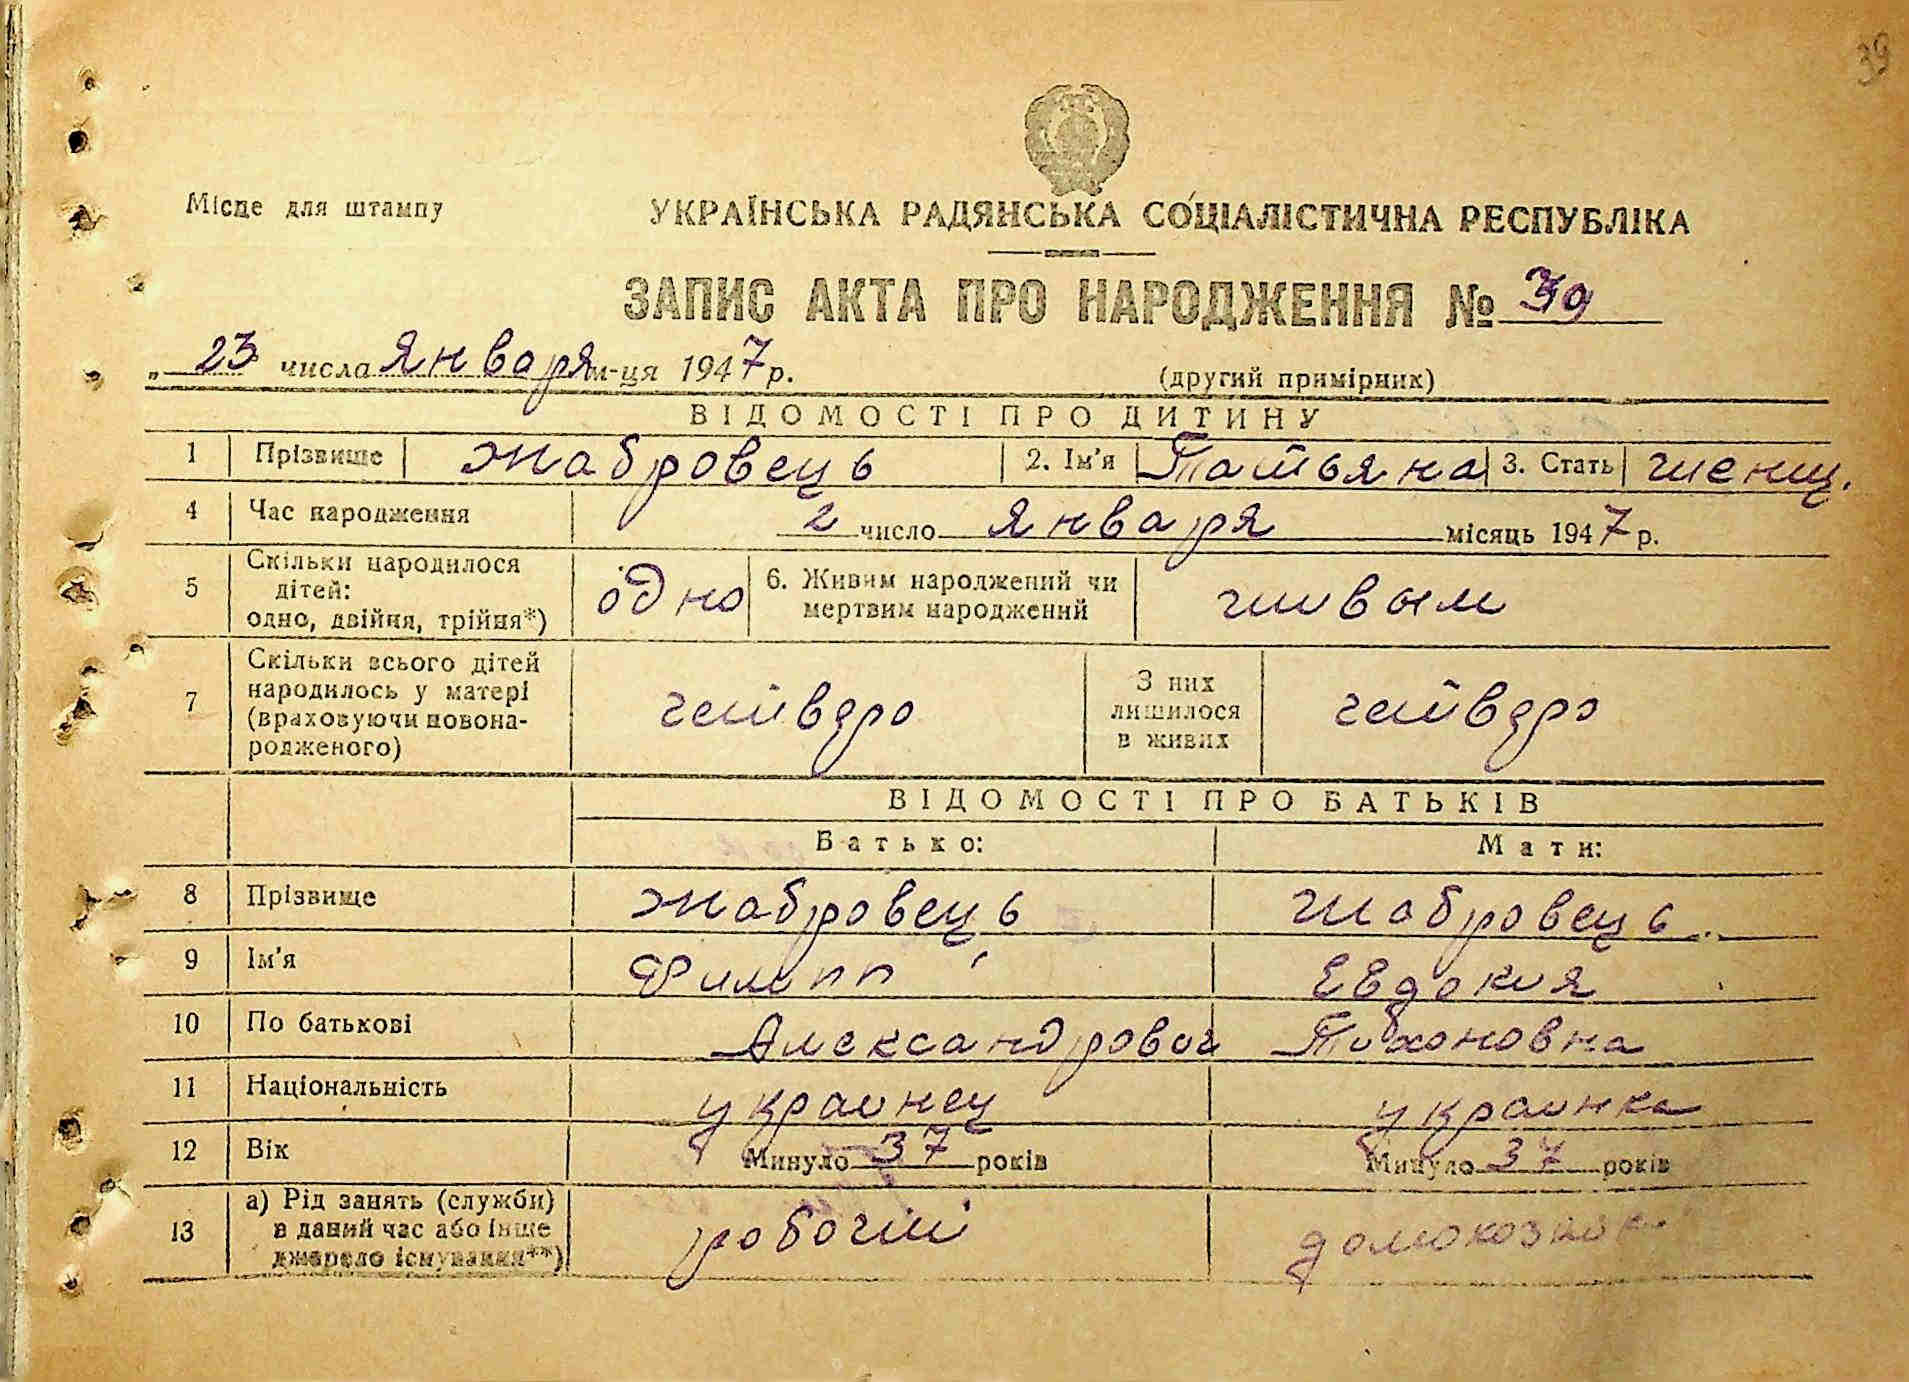 39
Місце для штампу
УКРАЇНСЬКА РАДЯНСЬКА СОЦІАЛІСТИЧНА РЕСПУБЛІКА
ЗАПИС АКТА ПРО НАРОДЖЕННЯ № 39
„ 23 числа января м-ця 1947 р.
(другий примірник)
ВІДОМОСТІ ПРО ДИТИНУ
1 Прізвище Жабровець 2. Ім'я Татьяна 3. Стать женщ.
4 Час народження 2 число января місяць 1947 р.
5 Скільки народилося дітей: одно, двійня, трійня*) одно 6. Живим народжений чи мертвим народжений живым
7 Скільки всього дітей народилось у матері (враховуючи новонародженого) четвэро З них лишилося в живих четвэро
ВІДОМОСТІ ПРО БАТЬКІВ
Батько: Мати:
8 Прізвище Жабровець Жабровець
9 Ім'я Филипп Евдокия
10 По батькові Александрович Тихоновна
11 Національність украинец украинка
12 Вік Минуло 37 років Минуло 37 років
13 а) Рід занять (служби) в даний час або інше джерело існування**) робочий